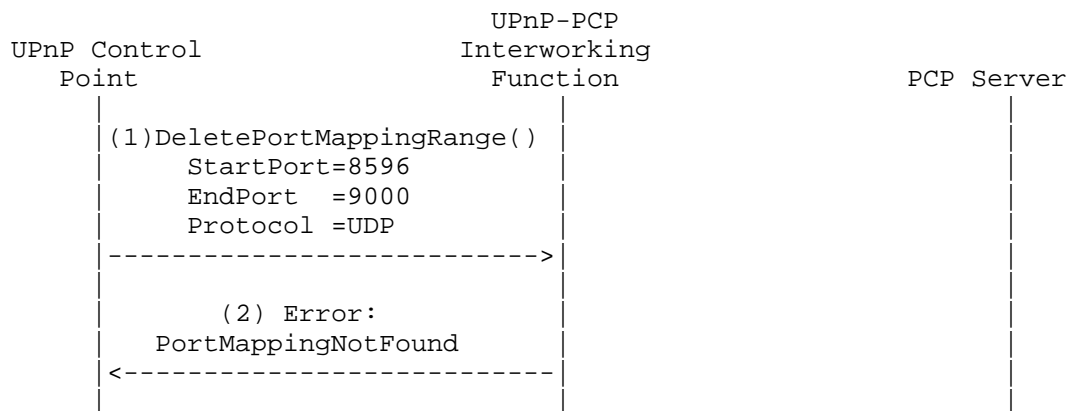 UPnP-PCP
UPnP Control Interworking
Point Function PCP Server
(1)DeletePortMappingRange()
StartPort=8596
EndPort =9000
Protocol =UDP
(2) Error:
PortMappingNotFound